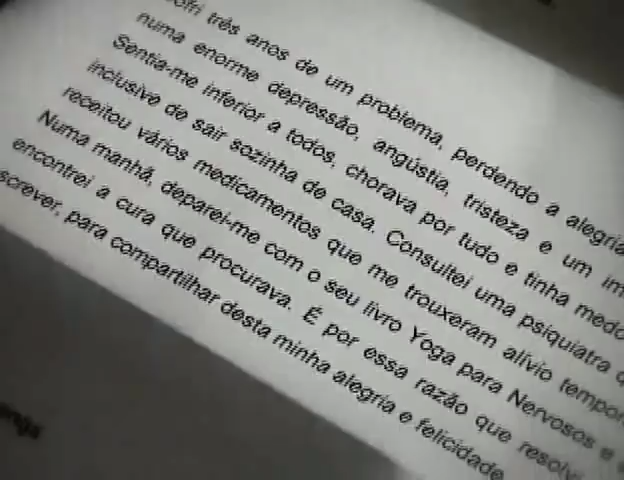 sofri três anos de um problema, perdendo a alegria
numa enorme depressão, angústia, tristeza e um
Sentia-me inferior a todos, chorava por tudo e tinha medo
inclusive de sair sozinha de casa. Consultei uma psiquiatra
receitou vários medicamentos que me trouxeram alívio
Numa manhã, deparei-me com o seu livro Yoga para Nervosos e
encontrei a cura que procurava. É por essa razão que resolvi
screver, para compartilhar desta minha alegria e felicidade